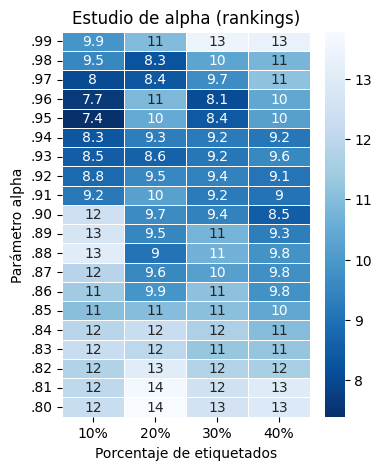 Estudio de alpha (rankings)
.99 9.9 11 13 13
.98 9.5 8.3 10 11
.97 8 8.4 9.7 11
.96 7.7 11 8.1 10
.95 7.4 10 8.4 10
.94 8.3 9.3 9.2 9.2
.93 8.5 8.6 9.2 9.6
.92 8.8 9.5 9.4 9.1
.91 9.2 10 9.2 9
.90 12 9.7 9.4 8.5
.89 13 9.5 11 9.3
.88 13 9 11 9.8
.87 12 9.6 10 9.8
.86 11 9.9 11 9.8
.85 11 11 11 10
.84 12 12 12 11
.83 12 12 11 11
.82 12 13 12 12
.81 12 14 12 13
.80 12 14 13 13
10% 20% 30% 40%
Porcentaje de etiquetados
Parámetro alpha
13
12
11
10
9
8